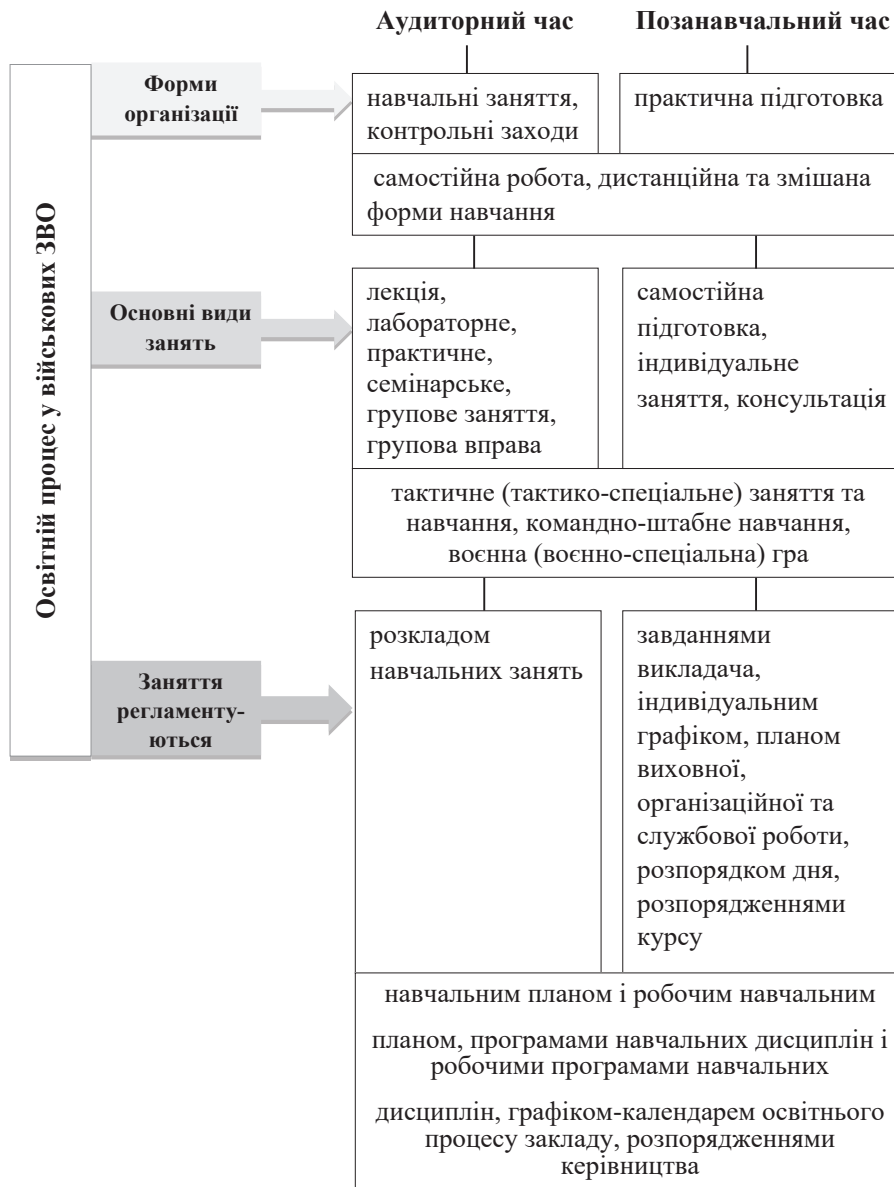 Аудиторний час
Позанавчальний час
Освітній процес у військових ЗВО
Форми
організації
навчальні заняття,
контрольні заходи
практична підготовка
самостійна робота, дистанційна та змішана
форми навчання
Основні види
занять
лекція,
лабораторне,
практичне,
семінарське,
групове заняття,
групова вправа
самостійна
підготовка,
індивідуальне
заняття, консультація
тактичне (тактико-спеціальне) заняття та
навчання, командно-штабне навчання,
воєнна (воєнно-спеціальна) гра
Заняття
регламенту-
ються
розкладом
навчальних занять
завданнями
викладача,
індивідуальним
графіком, планом
виховної,
організаційної та
службової роботи,
розпорядком дня,
розпорядженнями
курсу
навчальним планом і робочим навчальним
планом, програмами навчальних дисциплін і
робочими програмами навчальних
дисциплін, графіком-календарем освітнього
процесу закладу, розпорядженнями
керівництва